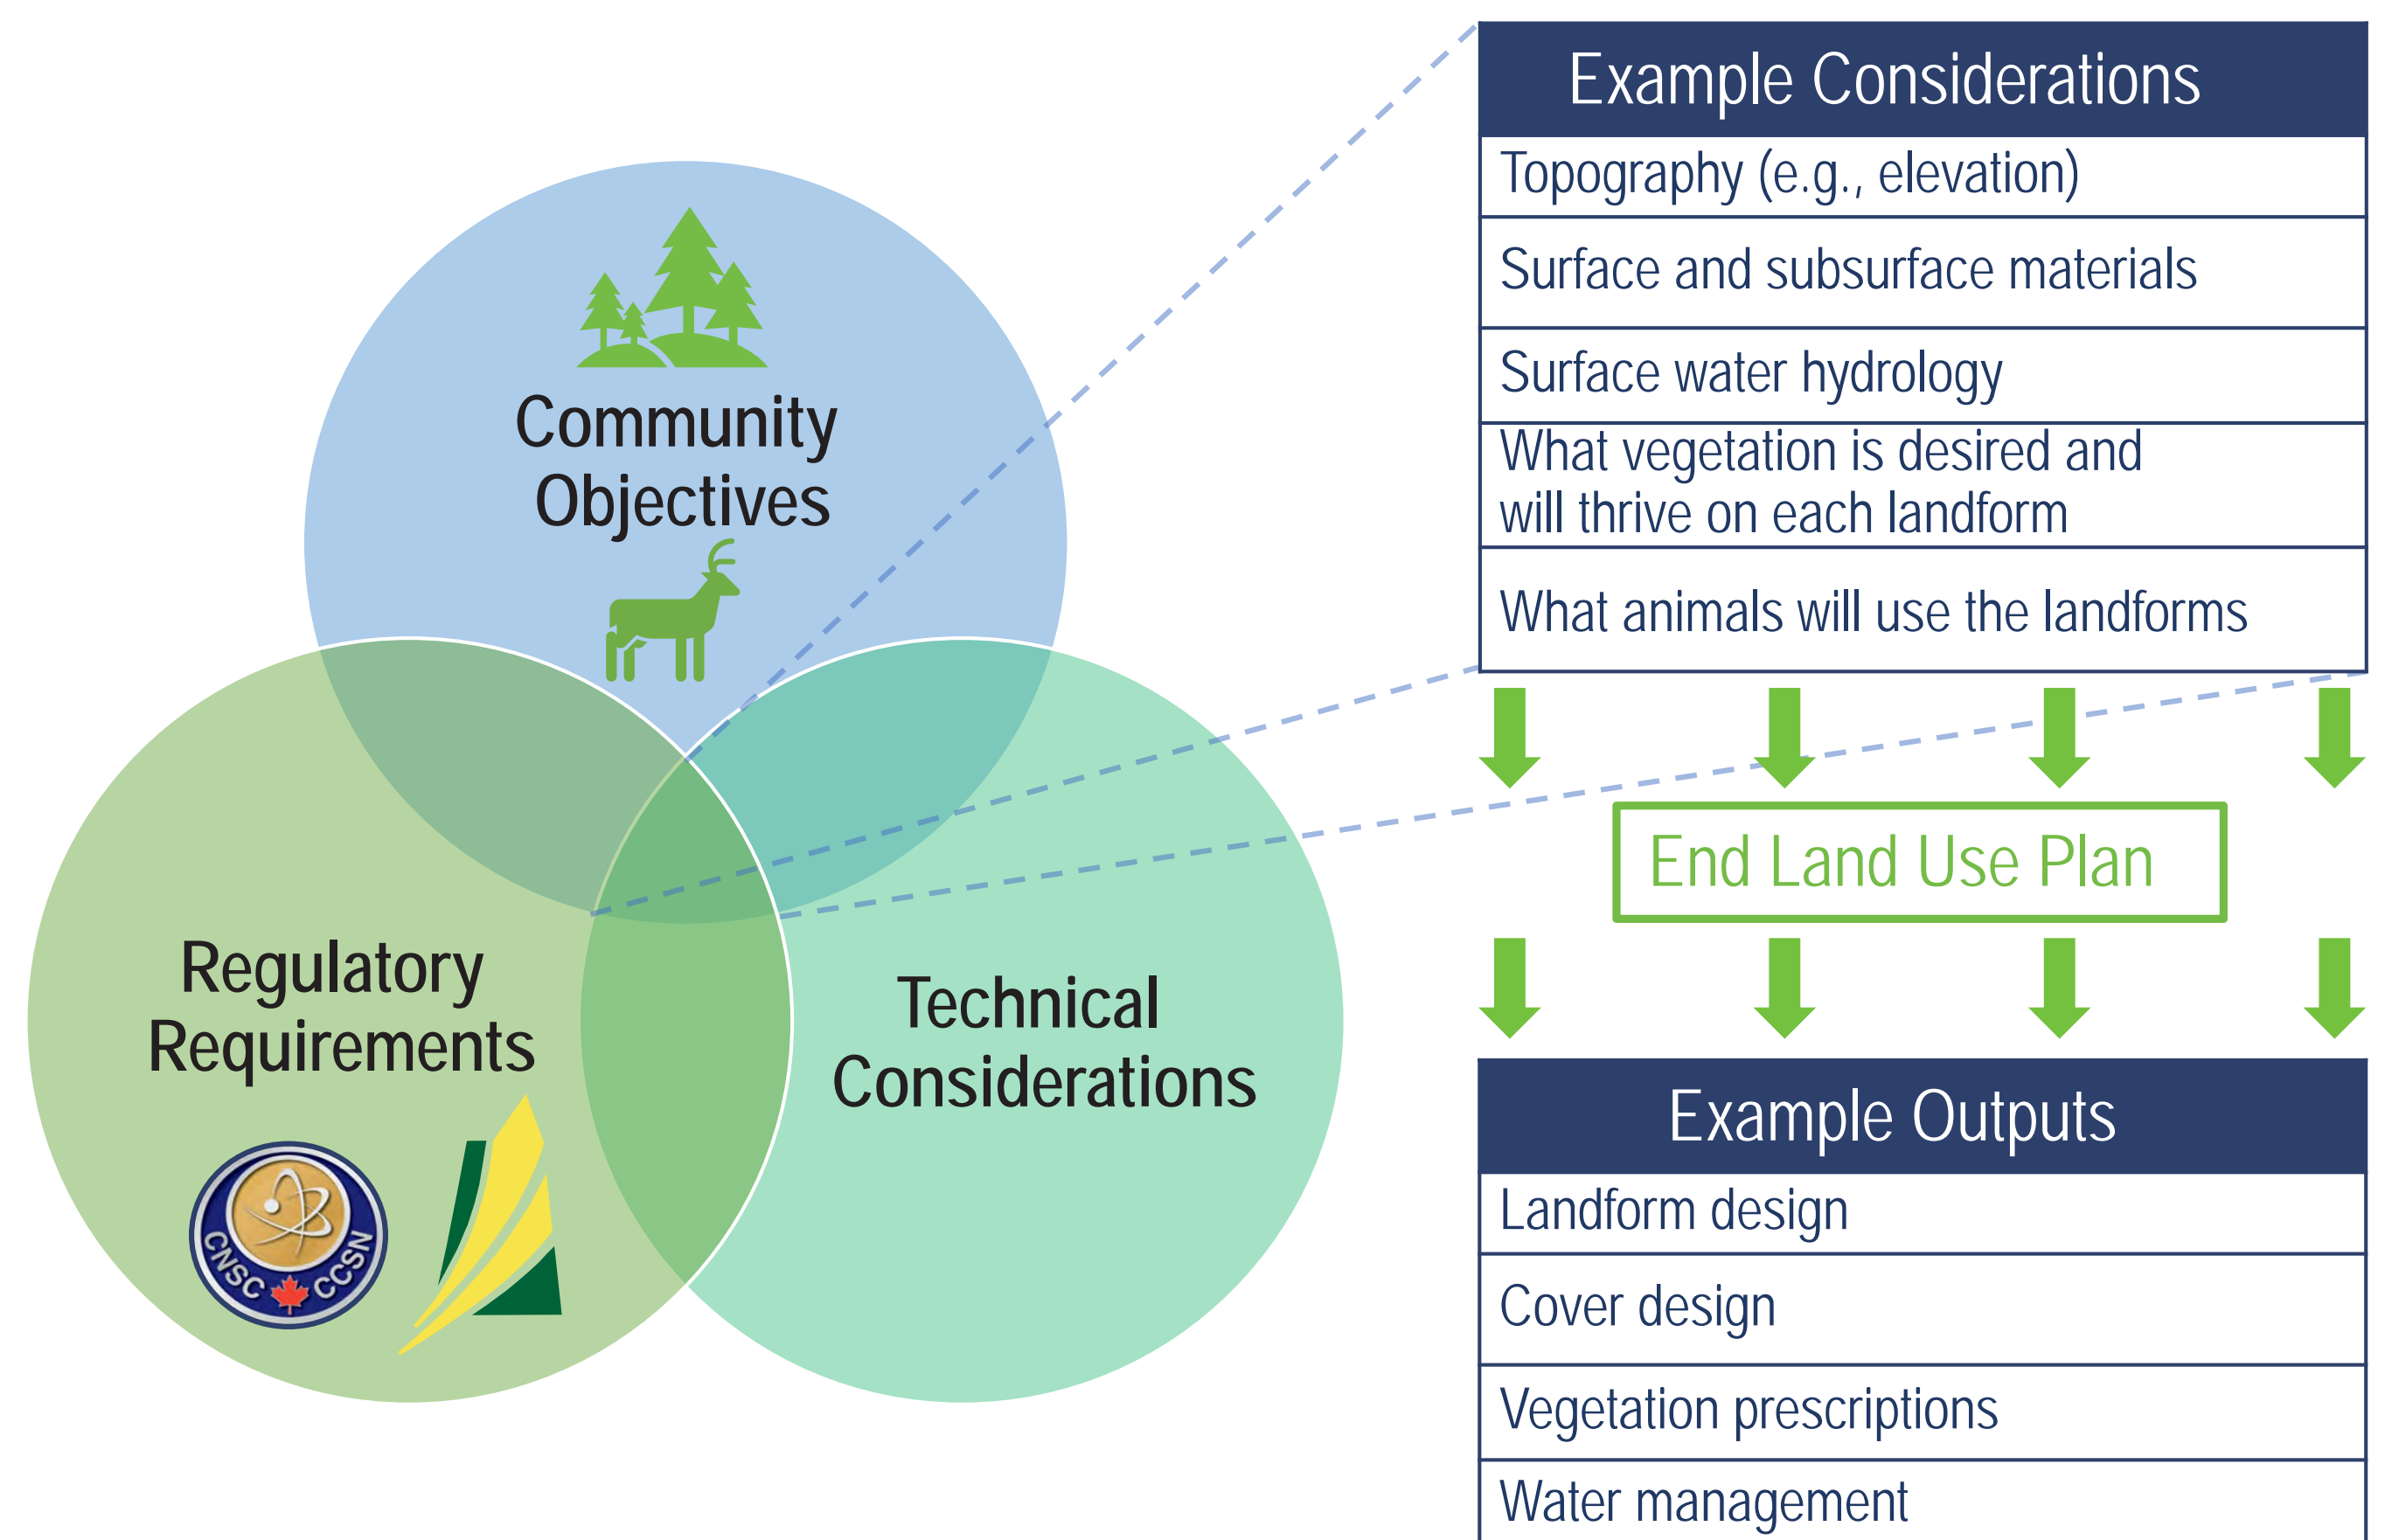 Community
Objectives
Regulatory
Requirements
CNSC CCSN
Technical
Considerations
Example Considerations
Topography (e.g., elevation)
Surface and subsurface materials
Surface water hydrology
What vegetation is desired and
will thrive on each landform
What animals will use the landforms
End Land Use Plan
Example Outputs
Landform design
Cover design
Vegetation prescriptions
Water management